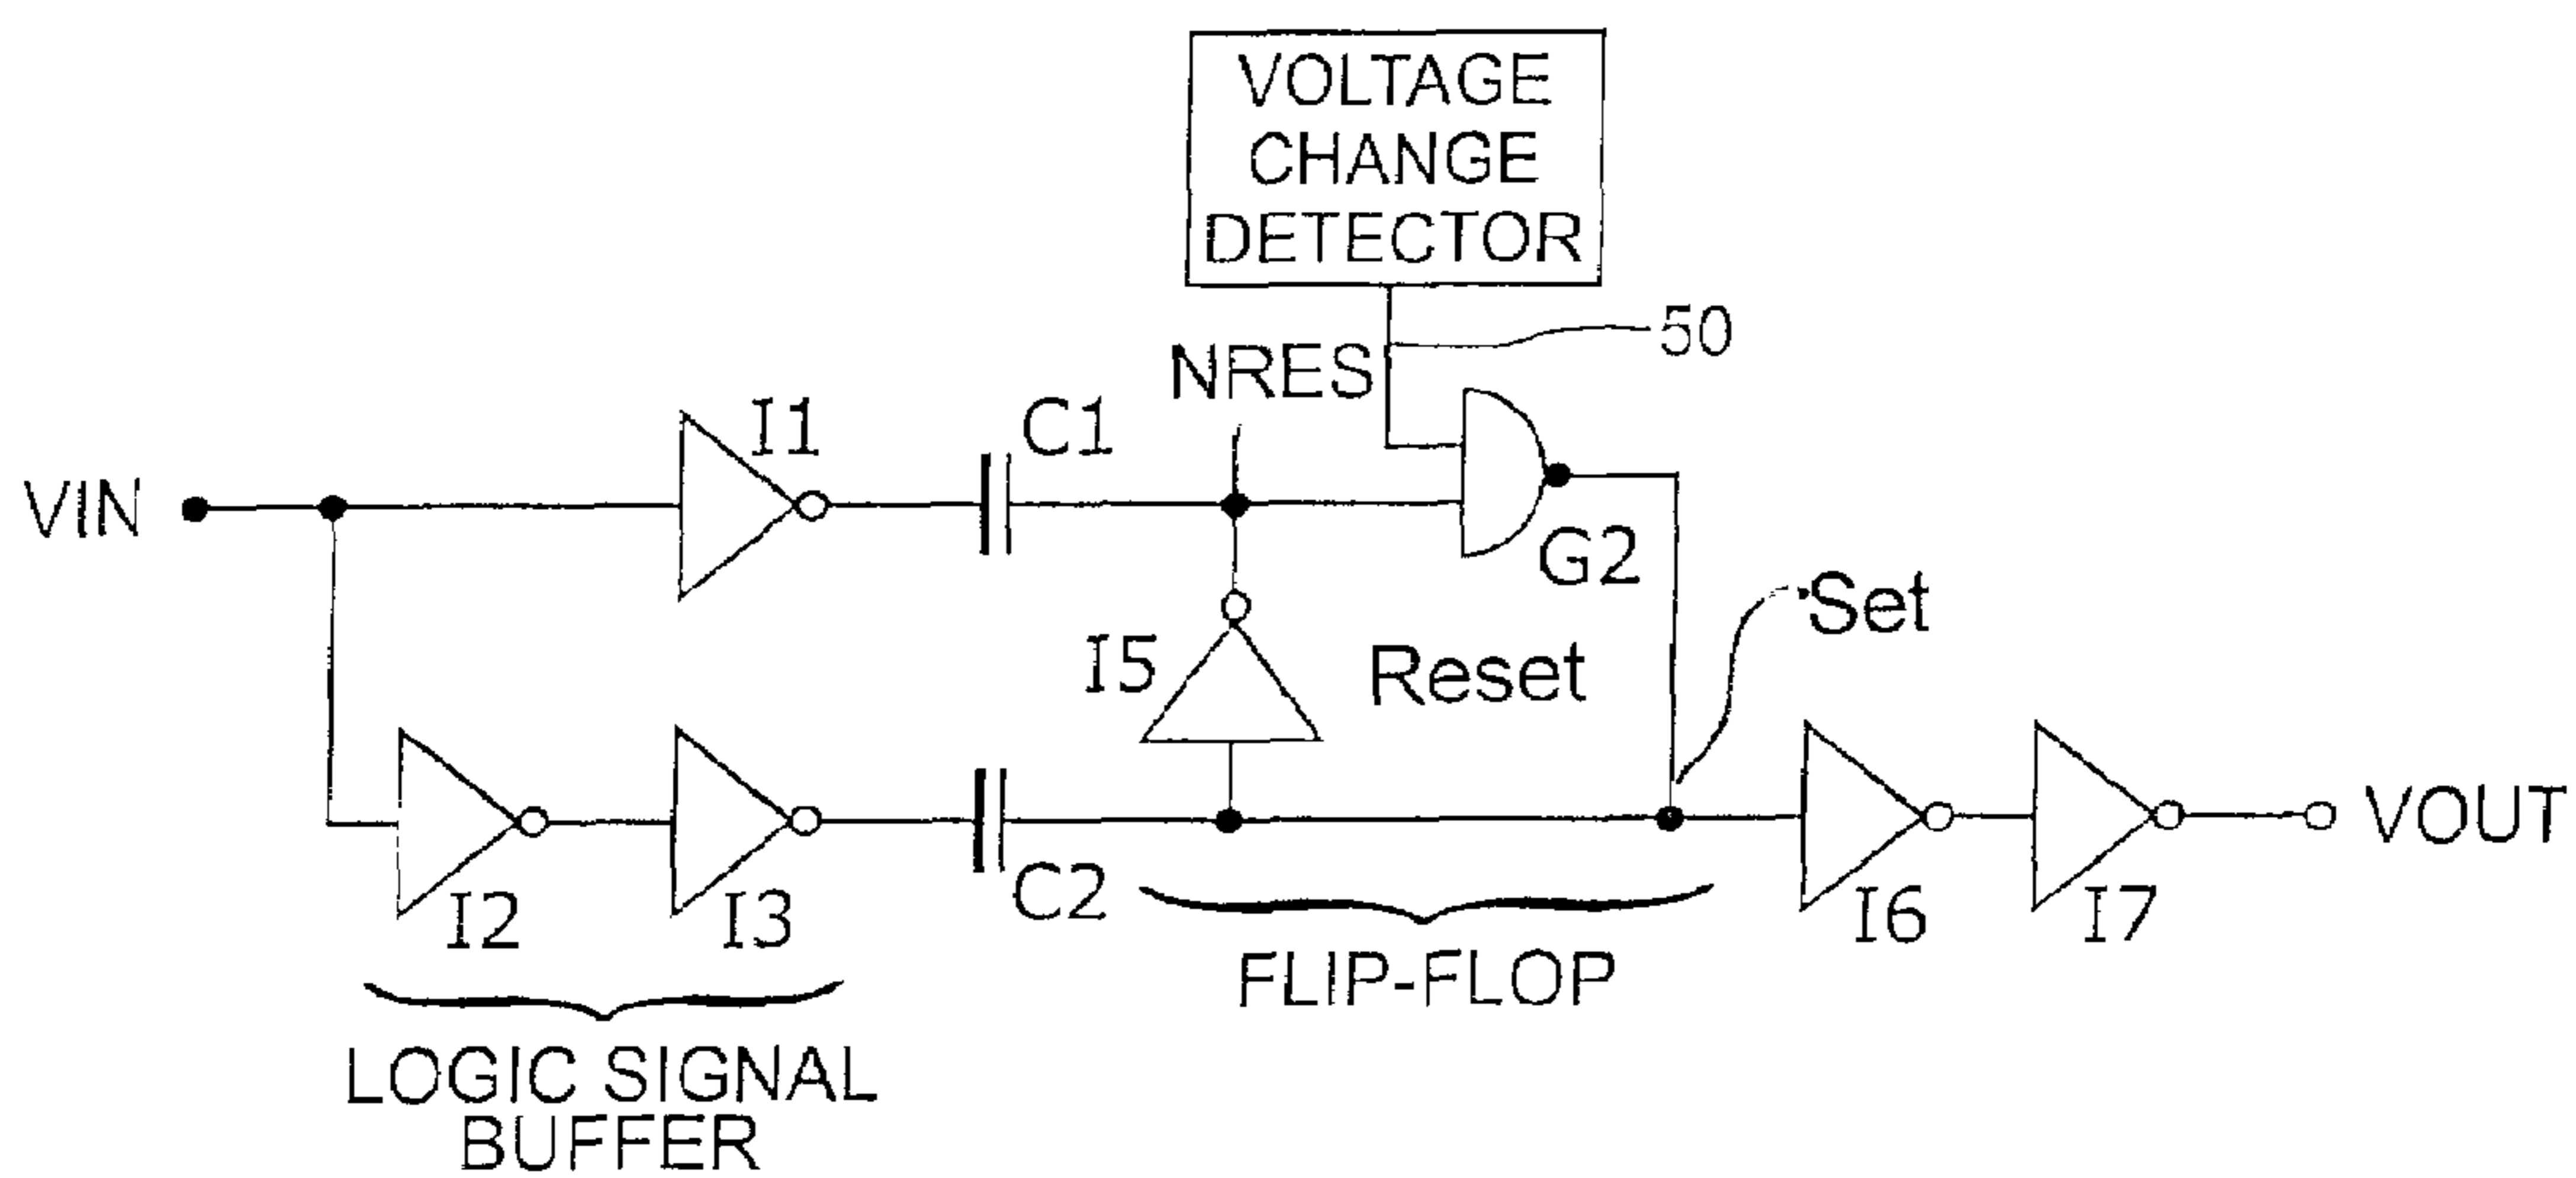 VOLTAGE
CHANGE
DETECTOR
50
NRES
I1
C1
VIN
G2
Set
I5
Reset
I2
I3
C2
I6
I7
VOUT
FLIP-FLOP
LOGIC SIGNAL
BUFFER